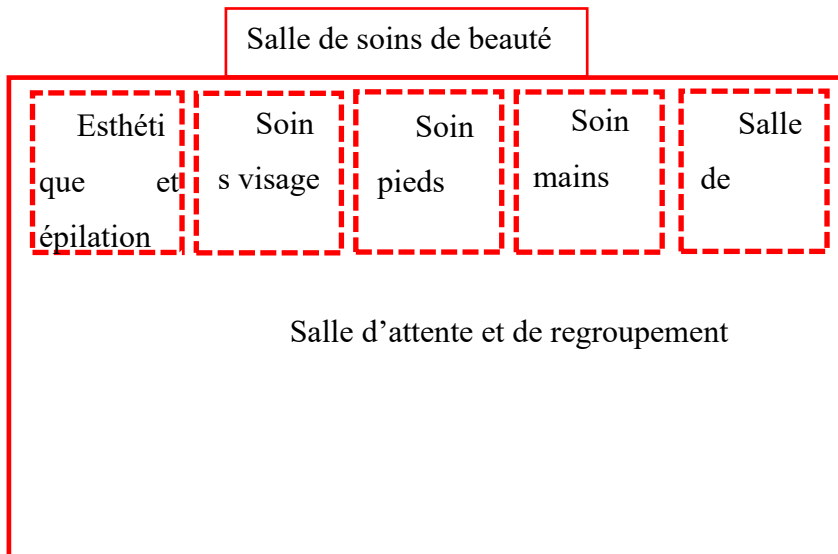 Salle de soins de beauté
Esthéti
que et
épilation
Soin
s visage
Soin
pieds
Soin
mains
Salle
de
Salle d’attente et de regroupement